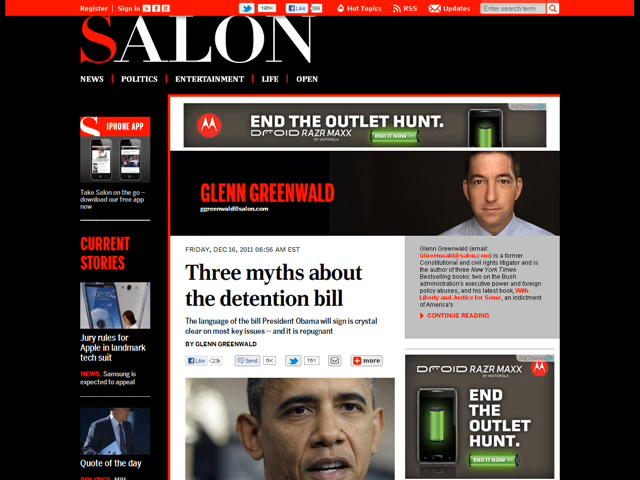 Register | Sign in
195K
Like
Hot Topics
RSS
Updates
Enter search term
SALON
NEWS | POLITICS | ENTERTAINMENT | LIFE | OPEN
S IPHONE APP
Take Salon on the go –
download our free app
now
CURRENT
STORIES
Jury rules for
Apple in landmark
tech suit
NEWS, Samsung is
expected to appeal
Quote of the day
AdChoices
END THE OUTLET HUNT.
DROID RAZR MAXX
BY MOTOROLA
END IT NOW >>
GLENN GREENWALD
ggreenwald@salon.com
FRIDAY, DEC 16, 2011 06:56 AM EST
Three myths about
the detention bill
The language of the bill President Obama will sign is crystal
clear on most key issues -- and it is repugnant
BY GLENN GREENWALD
Like 23k
Send 5K
761
more
Glenn Greenwald (email:
GGreenwald@salon.com) is a former
Constitutional and civil rights litigator and is
the author of three New York Times
Bestselling books: two on the Bush
administration's executive power and foreign
policy abuses, and his latest book, With
Liberty and Justice for Some, an indictment
of America's
CONTINUE READING
AdChoices
DROID RAZR MAXX
BY MOTOROLA
END
THE
OUTLET
HUNT.
END IT NOW >>